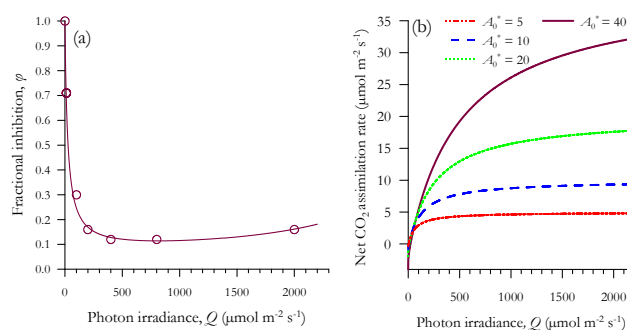 (a)
1.0
0.9
0.8
0.7
0.6
0.5
0.4
0.3
0.2
0.1
0.0
Fractional inhibition, φ
0 500 1000 1500 2000
Photon irradiance, Q (μmol m⁻² s⁻¹)
(b)
A₀* = 5 A₀* = 40
A₀* = 10
A₀* = 20
35
30
25
20
15
10
5
0
Net CO₂ assimilation rate (μmol m⁻² s⁻¹)
0 500 1000 1500 2000
Photon irradiance, Q (μmol m⁻² s⁻¹)